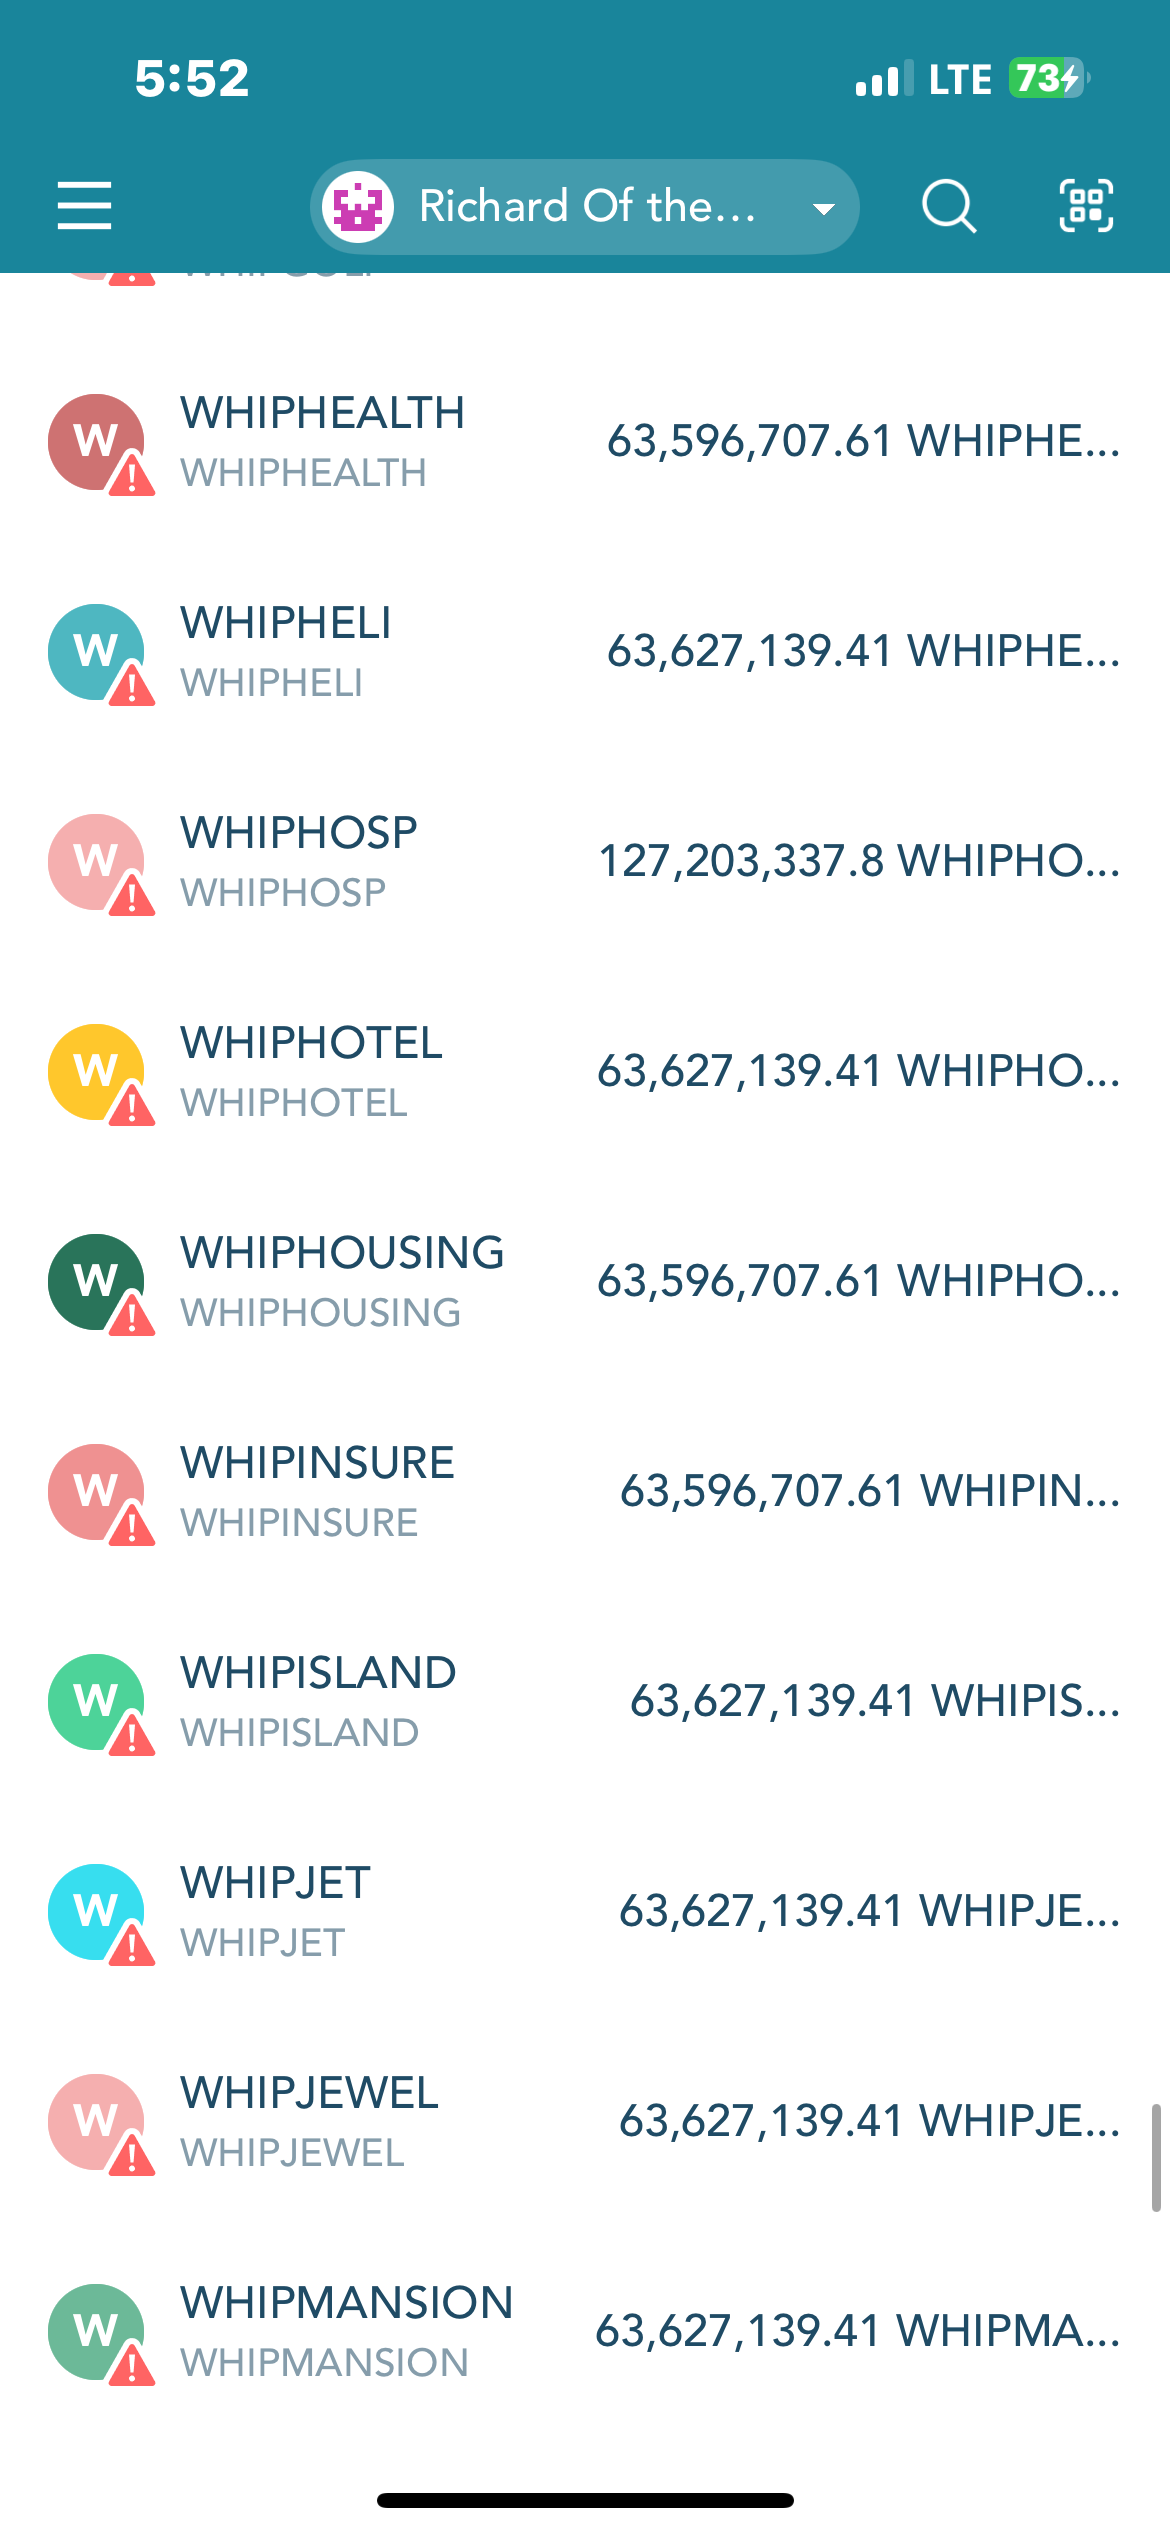 5:52 LTE 73
Richard Of the...
W WHIPHEALTH
WHIPHEALTH
63,596,707.61 WHIPHE...
W WHIPHELI
WHIPHELI
63,627,139.41 WHIPHE...
W WHIPHOSP
WHIPHOSP
127,203,337.8 WHIPHO...
W WHIPHOTEL
WHIPHOTEL
63,627,139.41 WHIPHO...
W WHIPHOUSING
WHIPHOUSING
63,596,707.61 WHIPHO...
W WHIPINSURE
WHIPINSURE
63,596,707.61 WHIPIN...
W WHIPISLAND
WHIPISLAND
63,627,139.41 WHIPIS...
W WHIPJET
WHIPJET
63,627,139.41 WHIPJE...
W WHIPJEWEL
WHIPJEWEL
63,627,139.41 WHIPJE...
W WHIPMANSION
WHIPMANSION
63,627,139.41 WHIPMA...